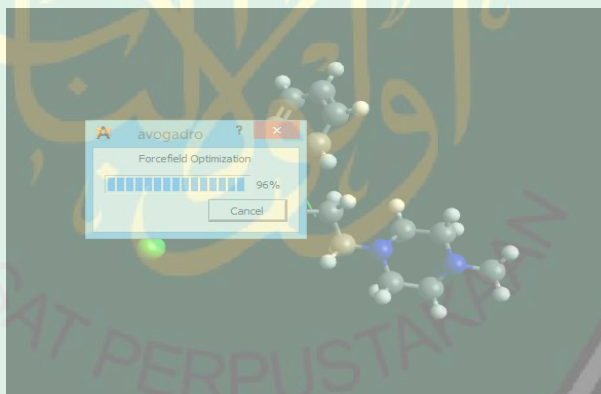 avogadro
Forcefield Optimization
96%
Cancel
PERPUSTAKAAN